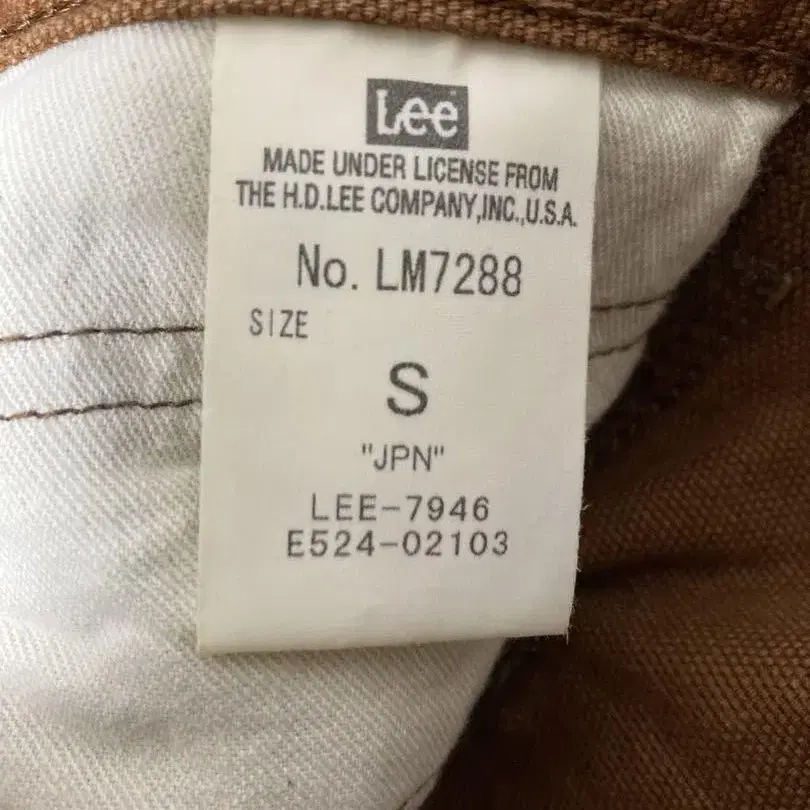 Lee
MADE UNDER LICENSE FROM
THE H.D.LEE COMPANY,INC.,U.S.A.
No. LM7288
SIZE
S
"JPN"
LEE-7946
E524-02103